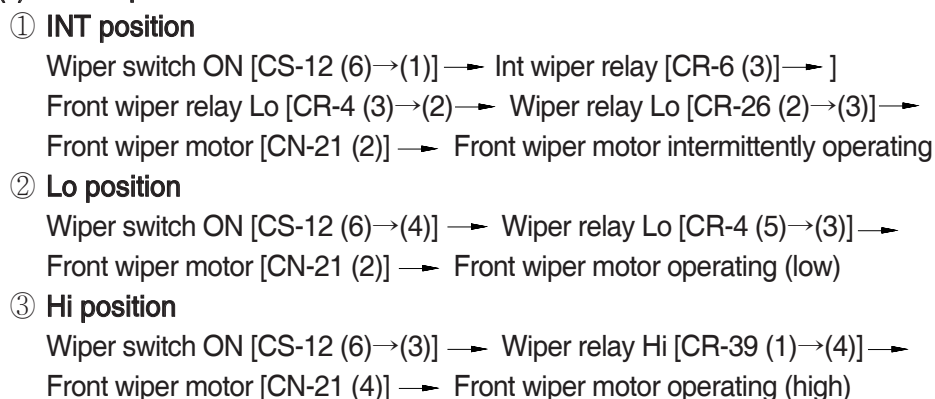 ① INT position
Wiper switch ON [CS-12 (6)→(1)] → Int wiper relay [CR-6 (3)] → ]
Front wiper relay Lo [CR-4 (3)→(2) → Wiper relay Lo [CR-26 (2)→(3)] →
Front wiper motor [CN-21 (2)] → Front wiper motor intermittently operating
② Lo position
Wiper switch ON [CS-12 (6)→(4)] → Wiper relay Lo [CR-4 (5)→(3)] →
Front wiper motor [CN-21 (2)] → Front wiper motor operating (low)
③ Hi position
Wiper switch ON [CS-12 (6)→(3)] → Wiper relay Hi [CR-39 (1)→(4)] →
Front wiper motor [CN-21 (4)] → Front wiper motor operating (high)